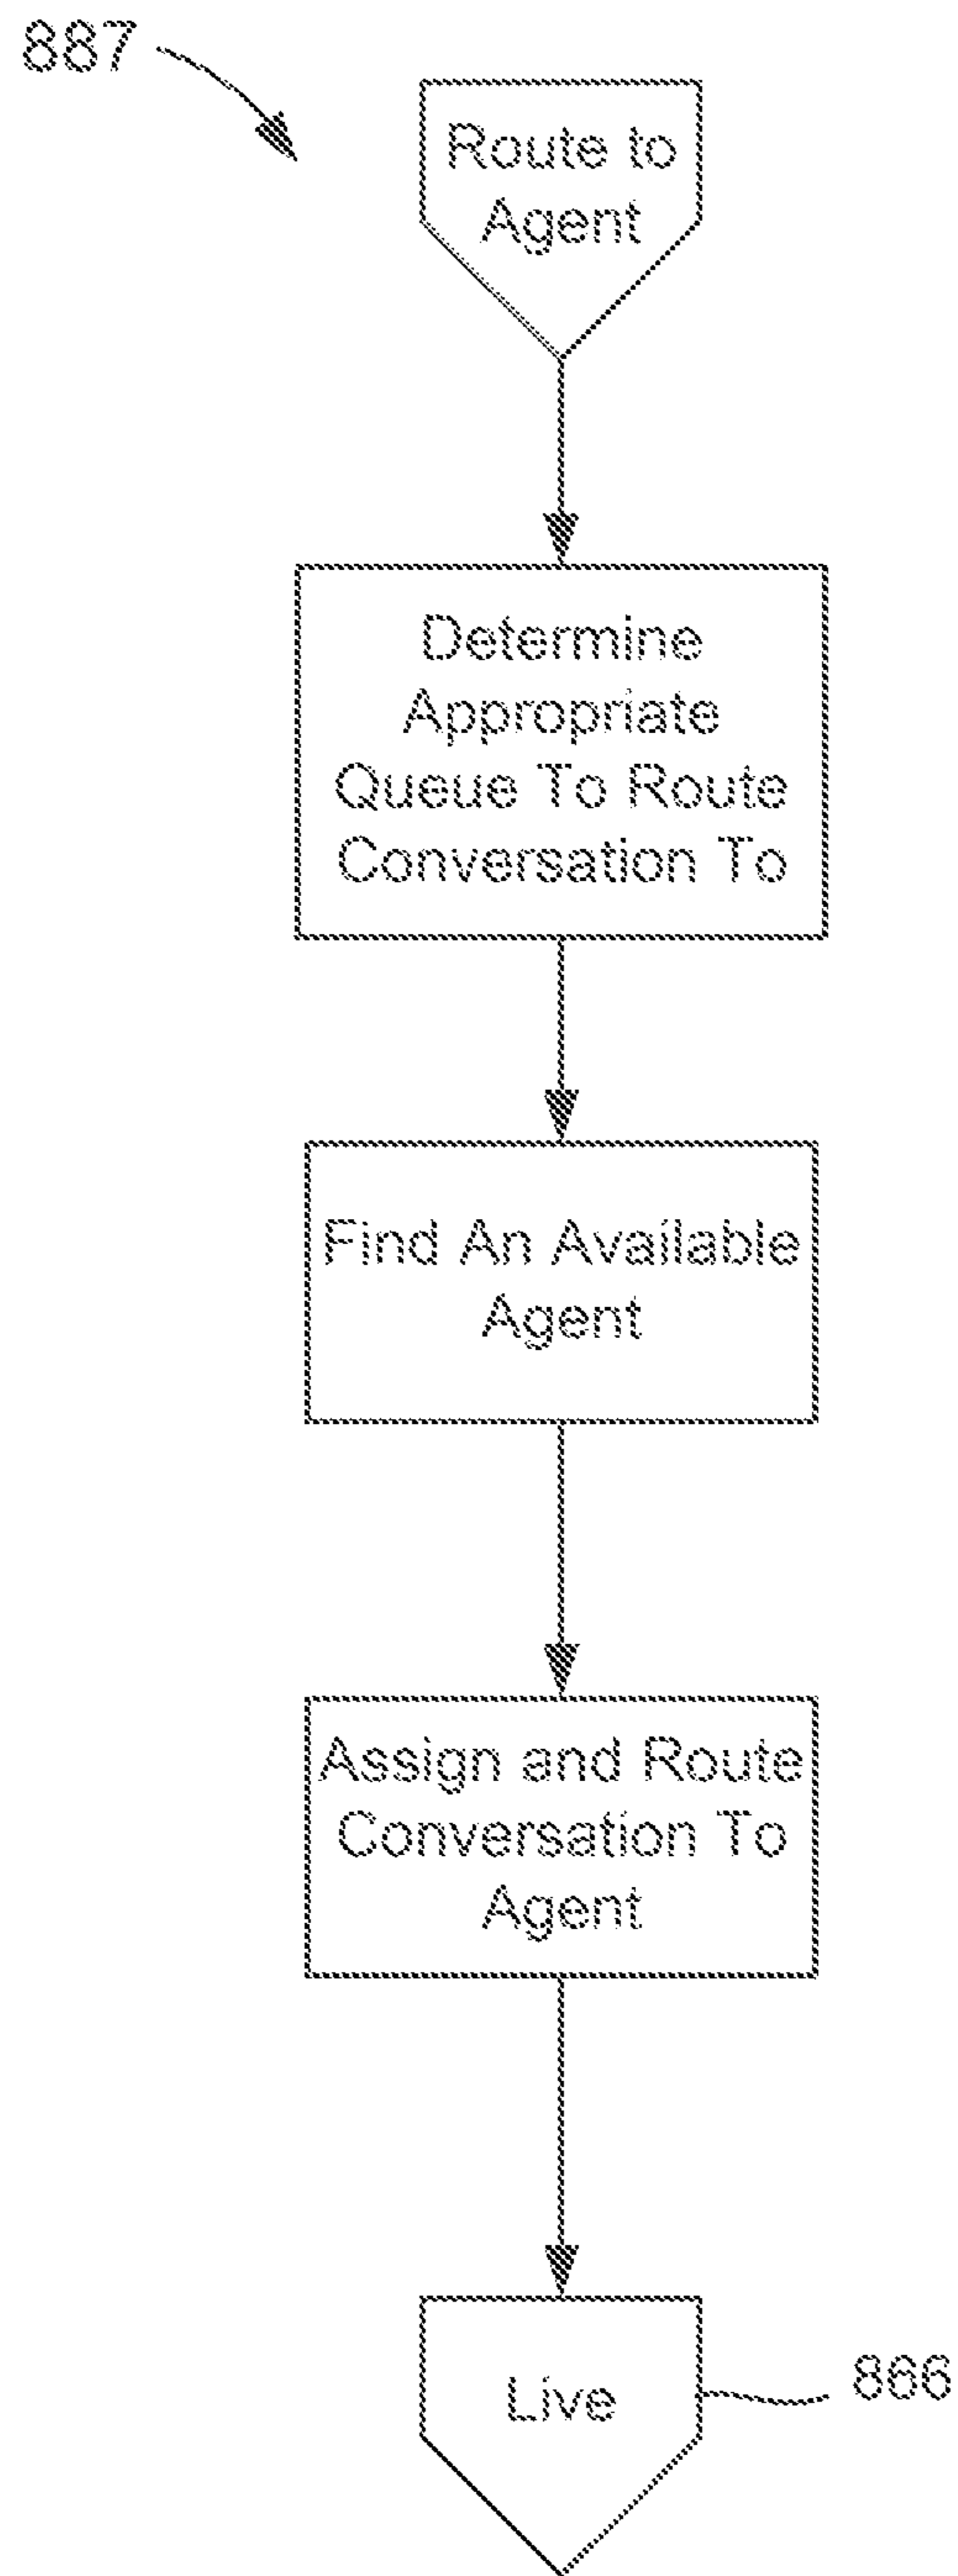 887
Route to
Agent
Determine
Appropriate
Queue To Route
Conversation To
Find An Available
Agent
Assign and Route
Conversation To
Agent
Live
866